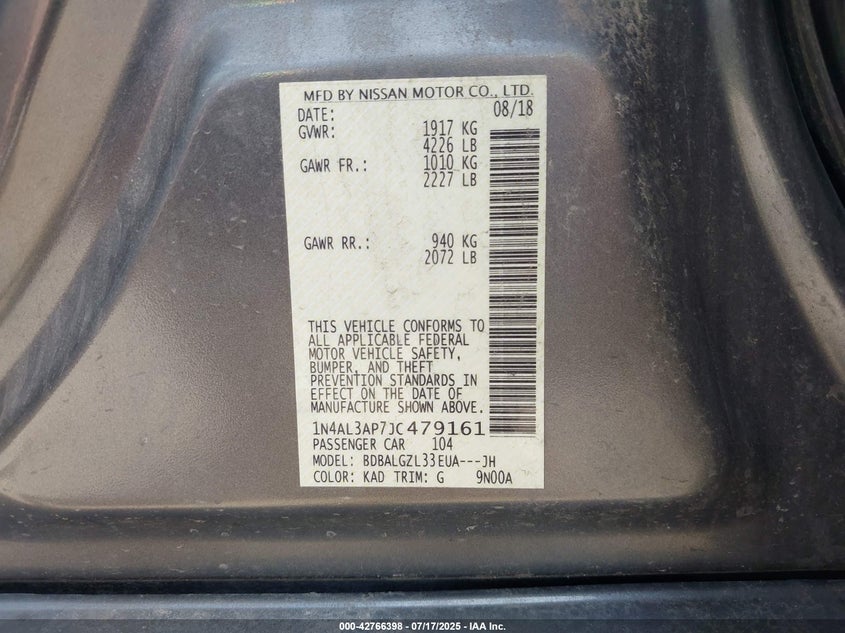 MFD BY NISSAN MOTOR CO., LTD.
DATE: 08/18
GVWR: 1917 KG
4226 LB
GAWR FR.: 1010 KG
2227 LB
GAWR RR.: 940 KG
2072 LB
THIS VEHICLE CONFORMS TO
ALL APPLICABLE FEDERAL
MOTOR VEHICLE SAFETY,
BUMPER, AND THEFT
PREVENTION STANDARDS IN
EFFECT ON THE DATE OF
MANUFACTURE SHOWN ABOVE.
1N4AL3AP7JC479161
PASSENGER CAR 104
MODEL: BDBALGZL33EUA---JH
COLOR: KAD TRIM: G 9N00A
000-42766398 - 07/17/2025 - IAA Inc.